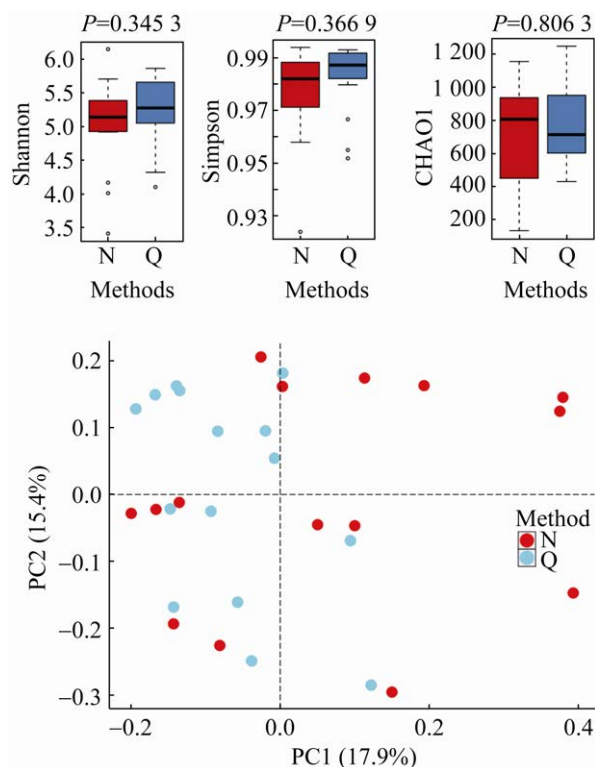 P=0.345 3
P=0.366 9
P=0.806 3
Shannon
6.0
5.5
5.0
4.5
4.0
3.5
N Q
Methods
Simpson
0.99
0.97
0.95
0.93
N Q
Methods
CHAO1
1 200
1 000
800
600
400
200
N Q
Methods
PC2 (15.4%)
0.2
0.1
0.0
−0.1
−0.2
−0.3
Method
N
Q
−0.2 0.0 0.2 0.4
PC1 (17.9%)